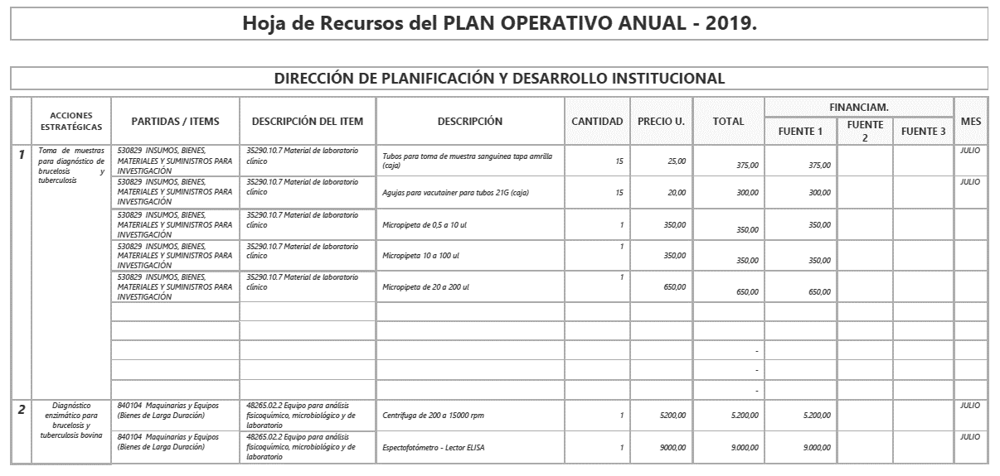 Hoja de Recursos del PLAN OPERATIVO ANUAL - 2019.
DIRECCIÓN DE PLANIFICACIÓN Y DESARROLLO INSTITUCIONAL
ACCIONES ESTRATÉGICAS PARTIDAS / ITEMS DESCRIPCIÓN DEL ITEM DESCRIPCIÓN CANTIDAD PRECIO U. TOTAL FINANCIAM. MES
FUENTE 1 FUENTE 2 FUENTE 3
1 Toma de muestras
para diagnóstico de
brucelosis y
tuberculosis
530829 INSUMOS, BIENES,
MATERIALES Y SUMINISTROS PARA
INVESTIGACIÓN
35290.10.7 Material de laboratorio
clínico
Tubos para toma de muestra sanguinea tapa amrilla
(caja)
15 25,00 375,00 375,00 JULIO
530829 INSUMOS, BIENES,
MATERIALES Y SUMINISTROS PARA
INVESTIGACIÓN
35290.10.7 Material de laboratorio
clínico
Agujas para vacutainer para tubos 21G (caja)
15 20,00 300,00 300,00 JULIO
530829 INSUMOS, BIENES,
MATERIALES Y SUMINISTROS PARA
INVESTIGACIÓN
35290.10.7 Material de laboratorio
clínico
Micropipeta de 0,5 a 10 ul
1 350,00 350,00 350,00
530829 INSUMOS, BIENES,
MATERIALES Y SUMINISTROS PARA
INVESTIGACIÓN
35290.10.7 Material de laboratorio
clínico
Micropipeta 10 a 100 ul
1 350,00 350,00 350,00
530829 INSUMOS, BIENES,
MATERIALES Y SUMINISTROS PARA
INVESTIGACIÓN
35290.10.7 Material de laboratorio
clínico
Micropipeta de 20 a 200 ul
1 650,00 650,00 650,00
-
-
-
2 Diagnóstico
enzimático para
brucelosis y
tuberculosis bovina
840104 Maquinarias y Equipos
(Bienes de Larga Duración)
48265.02.2 Equipo para análisis
fisicoquímico, microbiológico y de
laboratorio
Centrífuga de 200 a 15000 rpm
1 5200,00 5.200,00 5.200,00 JULIO
840104 Maquinarias y Equipos
(Bienes de Larga Duración)
48265.02.2 Equipo para análisis
fisicoquímico, microbiológico y de
laboratorio
Espectofotómetro - Lector ELISA
1 9000,00 9.000,00 9.000,00 JULIO